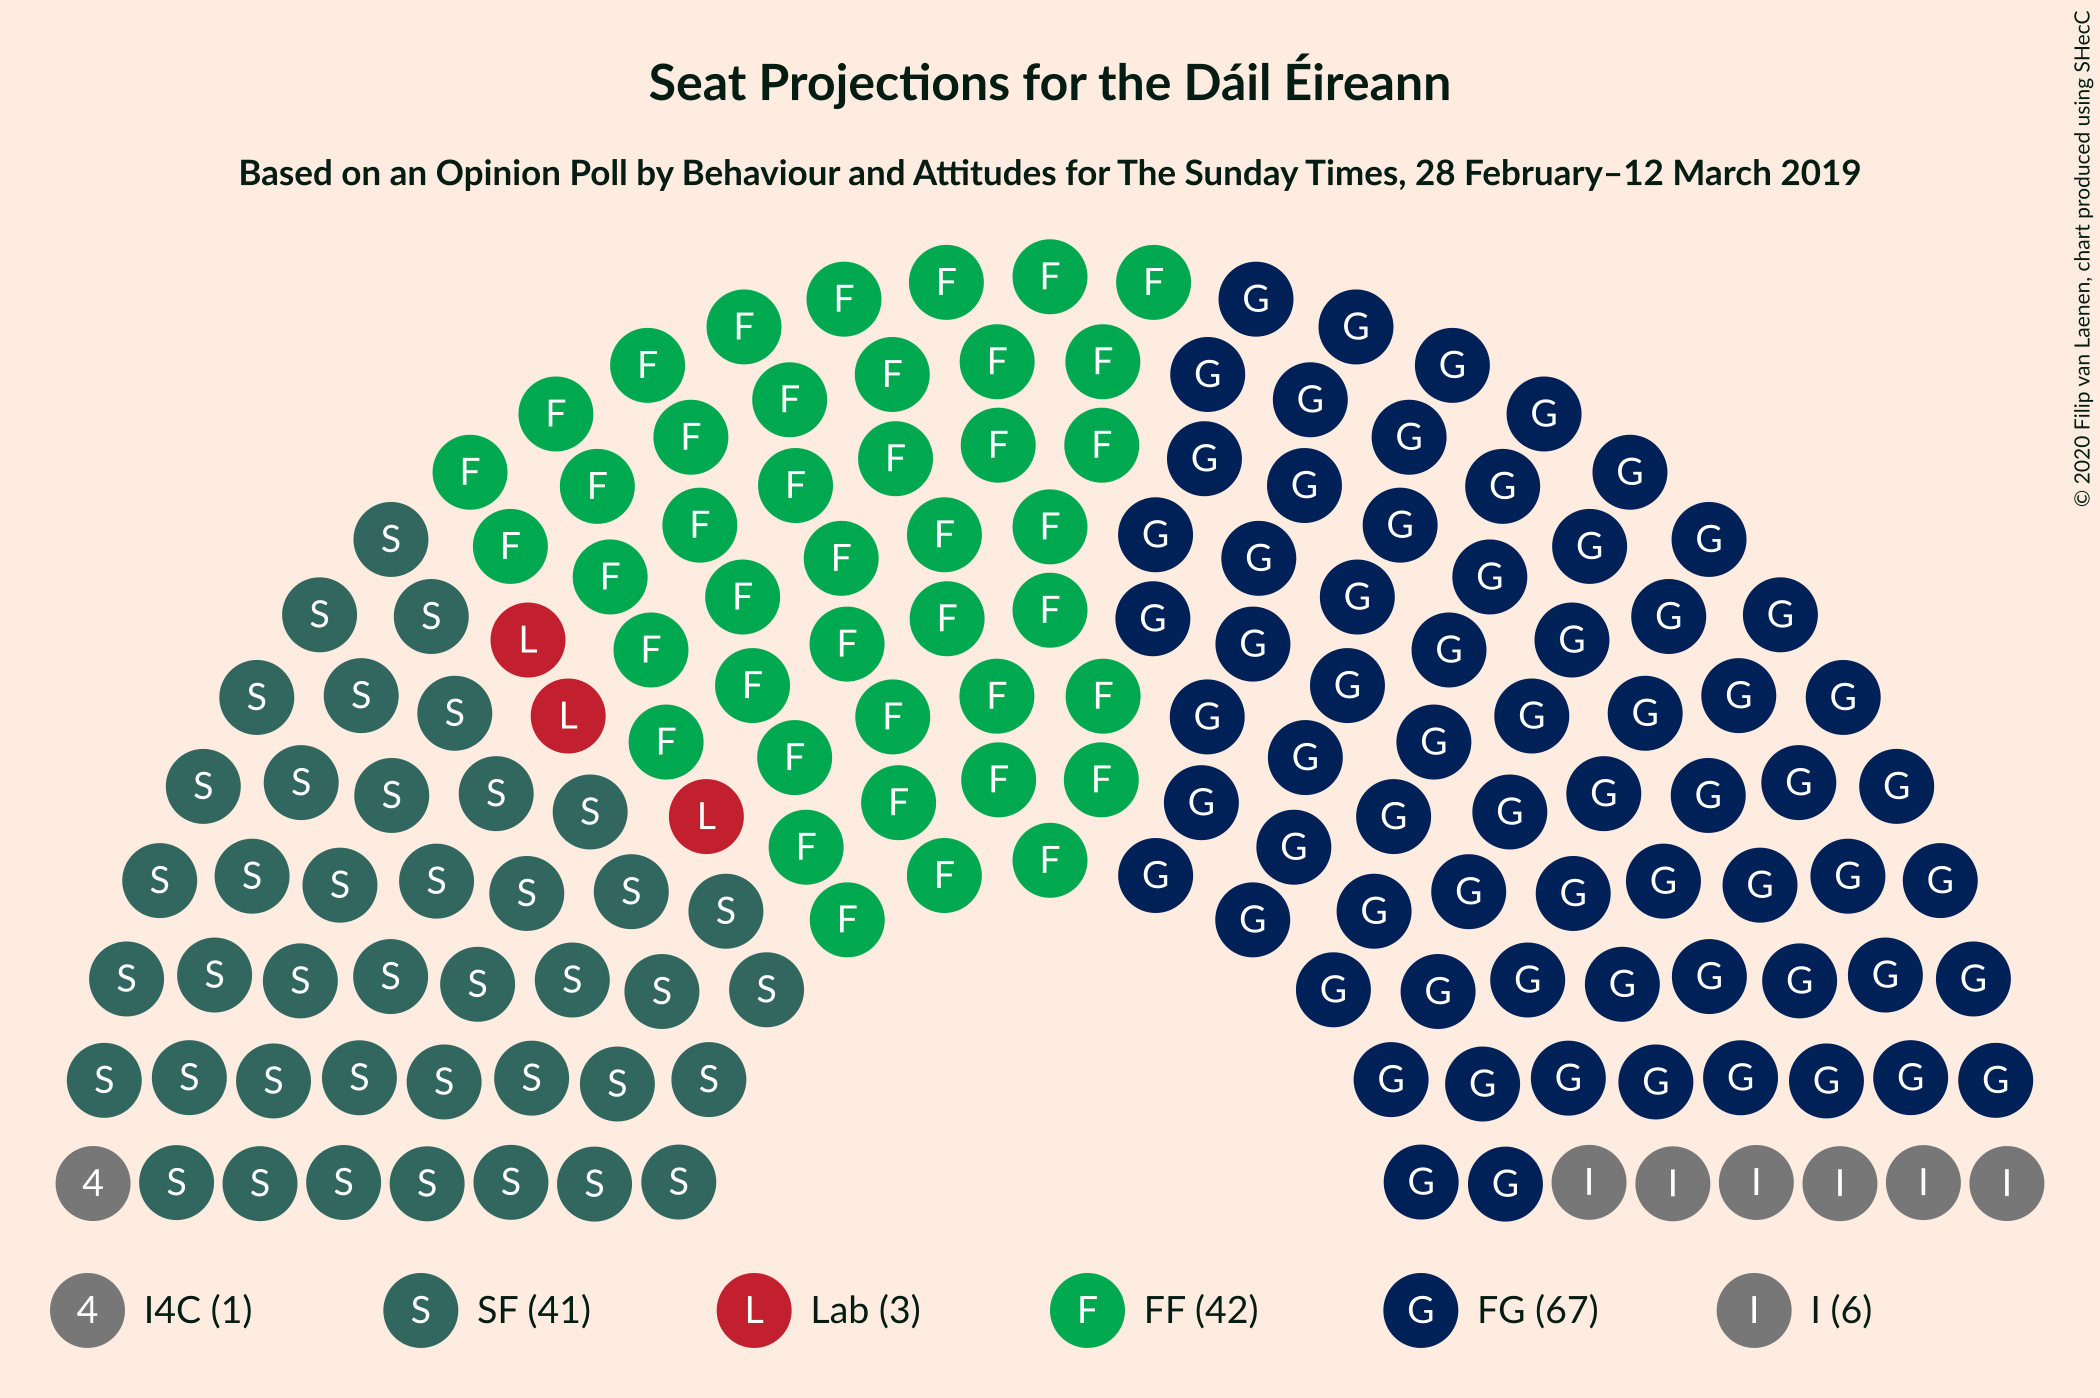 Seat Projections for the Dáil Éireann
Based on an Opinion Poll by Behaviour and Attitudes for The Sunday Times, 28 February–12 March 2019
© 2020 Filip van Laenen, chart produced using SHecC
F F F F G G
F F F G
F F F G G
F G G
F F F G
F F F F G G
F F G G
S F F F G G G
F F G G
S S F F F G G G G
L F F G G G
S S S L F F F F G G G G G
F F G G
S S S S S L F F F F G G G G G G G
S S S S S S S F F F G G G G G G G G
S S S S S S S S G G G G G G G G
S S S S S S S S G G G G G G G G
4 S S S S S S S G G I I I I I I
4 I4C (1) S SF (41) L Lab (3) F FF (42) G FG (67) I I (6)